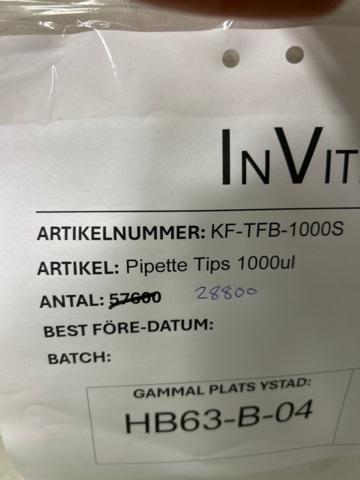 INVIT
ARTIKELNUMMER: KF-TFB-1000S
ARTIKEL: Pipette Tips 1000ul
ANTAL: 57600 28800
BEST FÖRE-DATUM:
BATCH:
GAMMAL PLATS YSTAD:
HB63-B-04